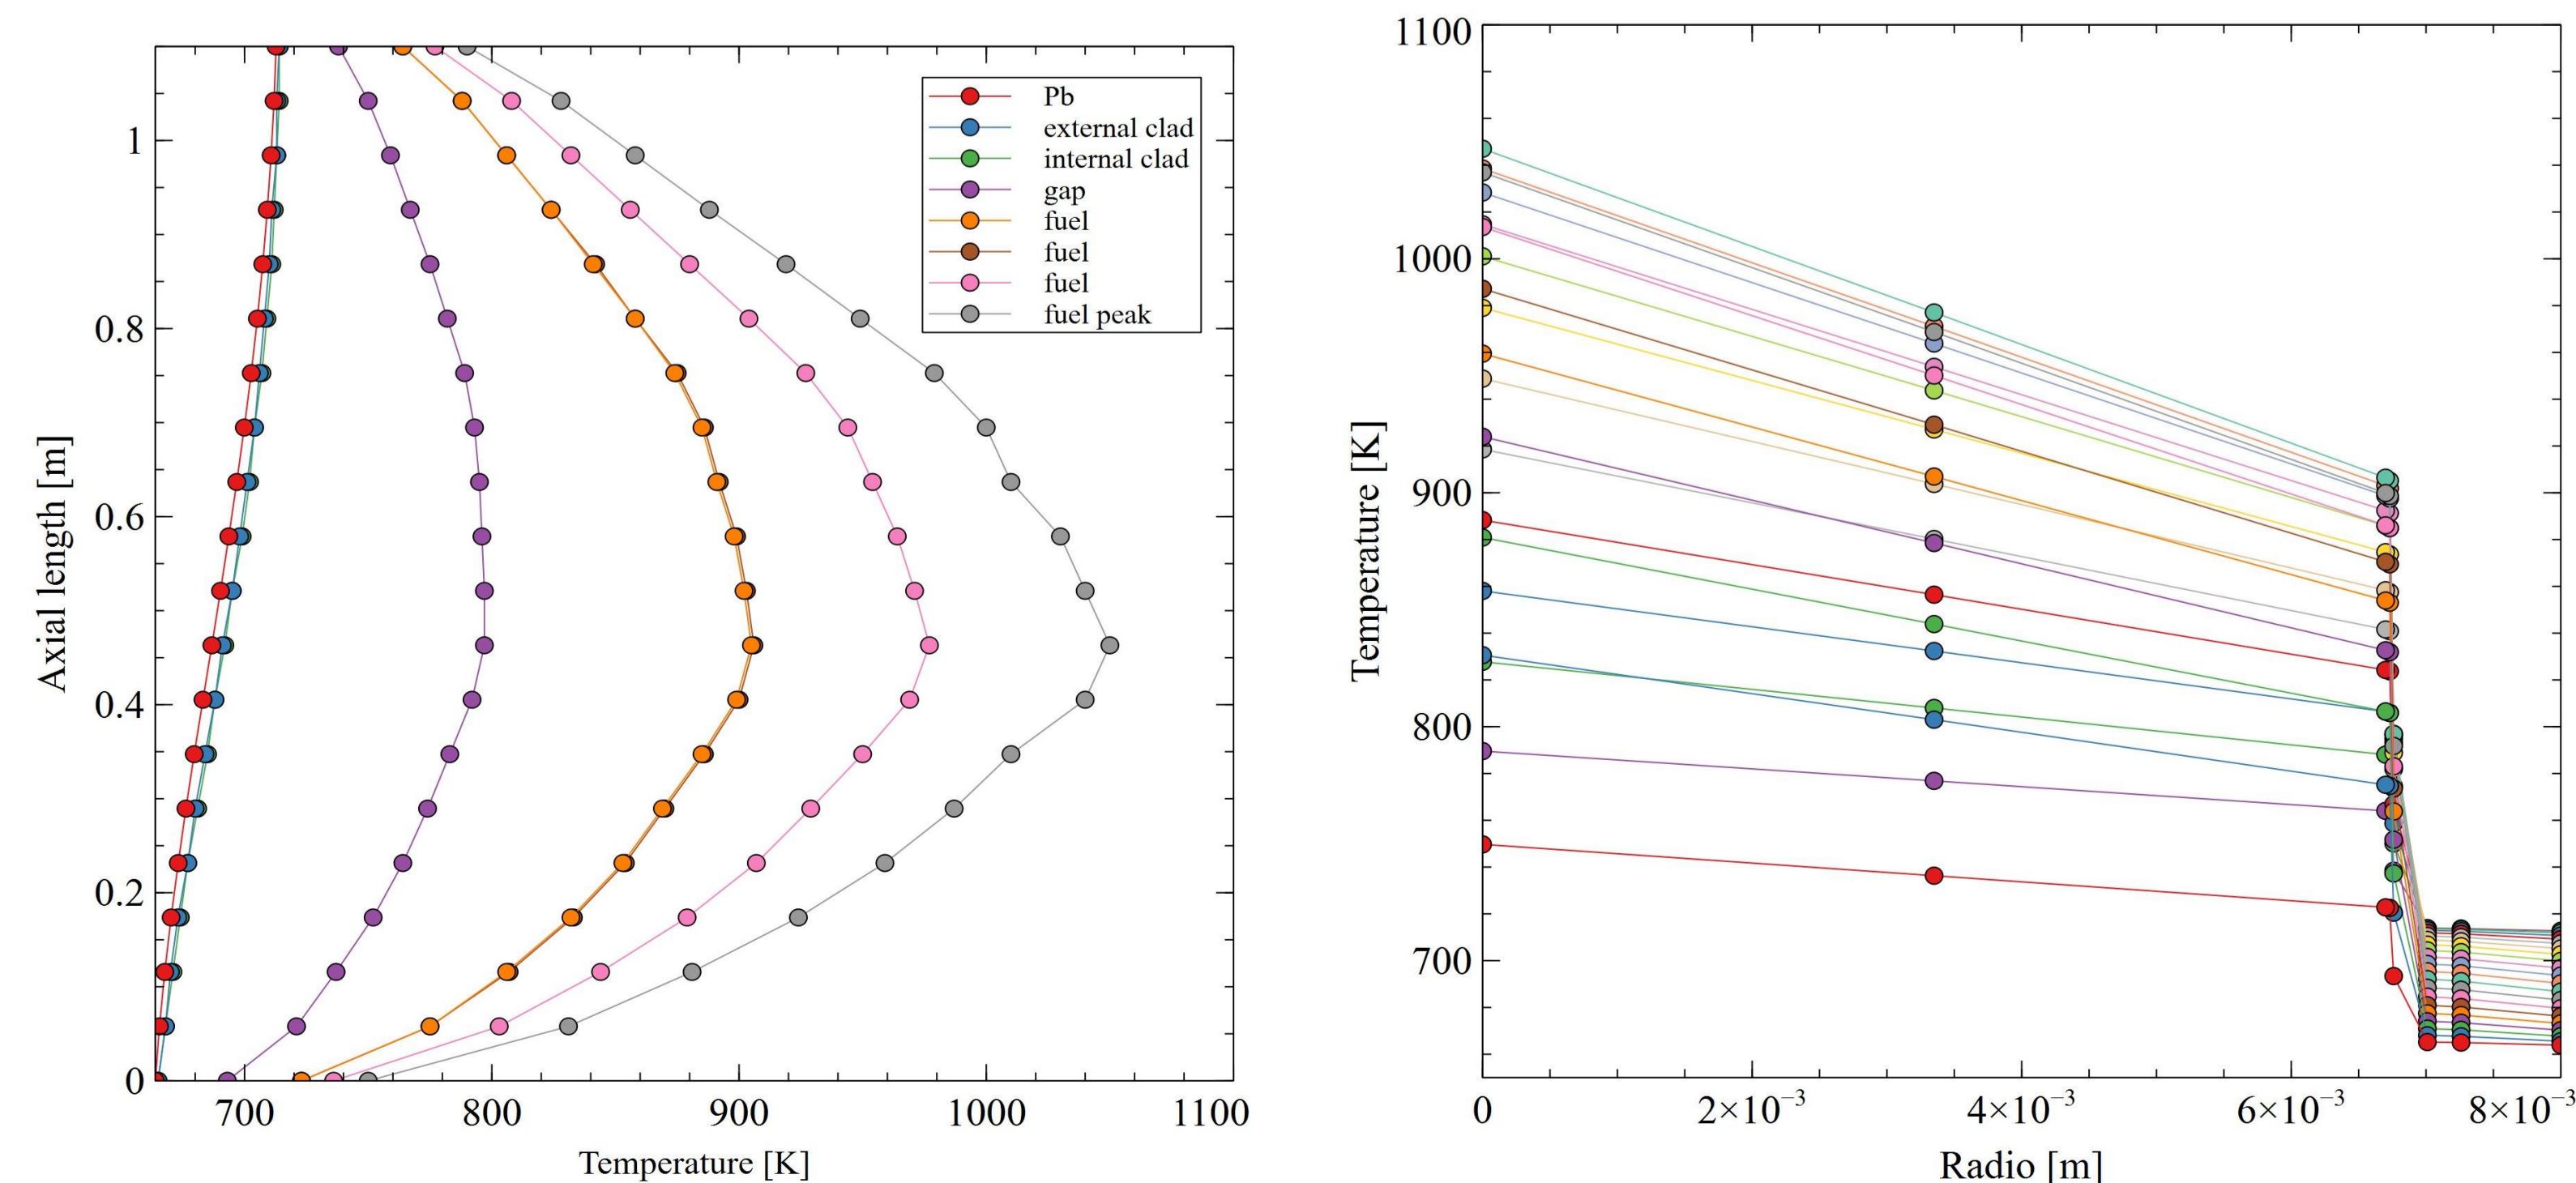 Axial length [m]
1
0.8
0.6
0.4
0.2
0
700 800 900 1000 1100
Temperature [K]
Pb
external clad
internal clad
gap
fuel
fuel
fuel
fuel peak
Temperature [K]
1100
1000
900
800
700
0 2×10⁻³ 4×10⁻³ 6×10⁻³ 8×10⁻³
Radio [m]